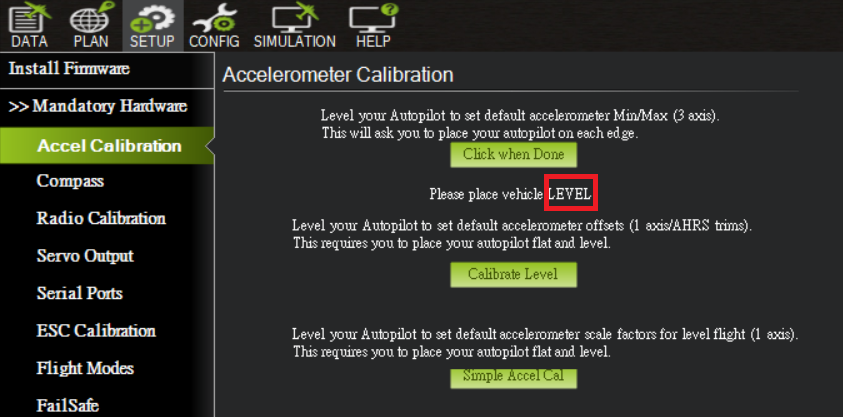 DATA PLAN SETUP CONFIG SIMULATION HELP
Install Firmware
>> Mandatory Hardware
Accel Calibration
Compass
Radio Calibration
Servo Output
Serial Ports
ESC Calibration
Flight Modes
FailSafe
Accelerometer Calibration
Level your Autopilot to set default accelerometer Min/Max (3 axis).
This will ask you to place your autopilot on each edge.
Click when Done
Please place vehicle LEVEL
Level your Autopilot to set default accelerometer offsets (1 axis/AHRS trims).
This requires you to place your autopilot flat and level.
Calibrate Level
Level your Autopilot to set default accelerometer scale factors for level flight (1 axis).
This requires you to place your autopilot flat and level.
Simple Accel Cal